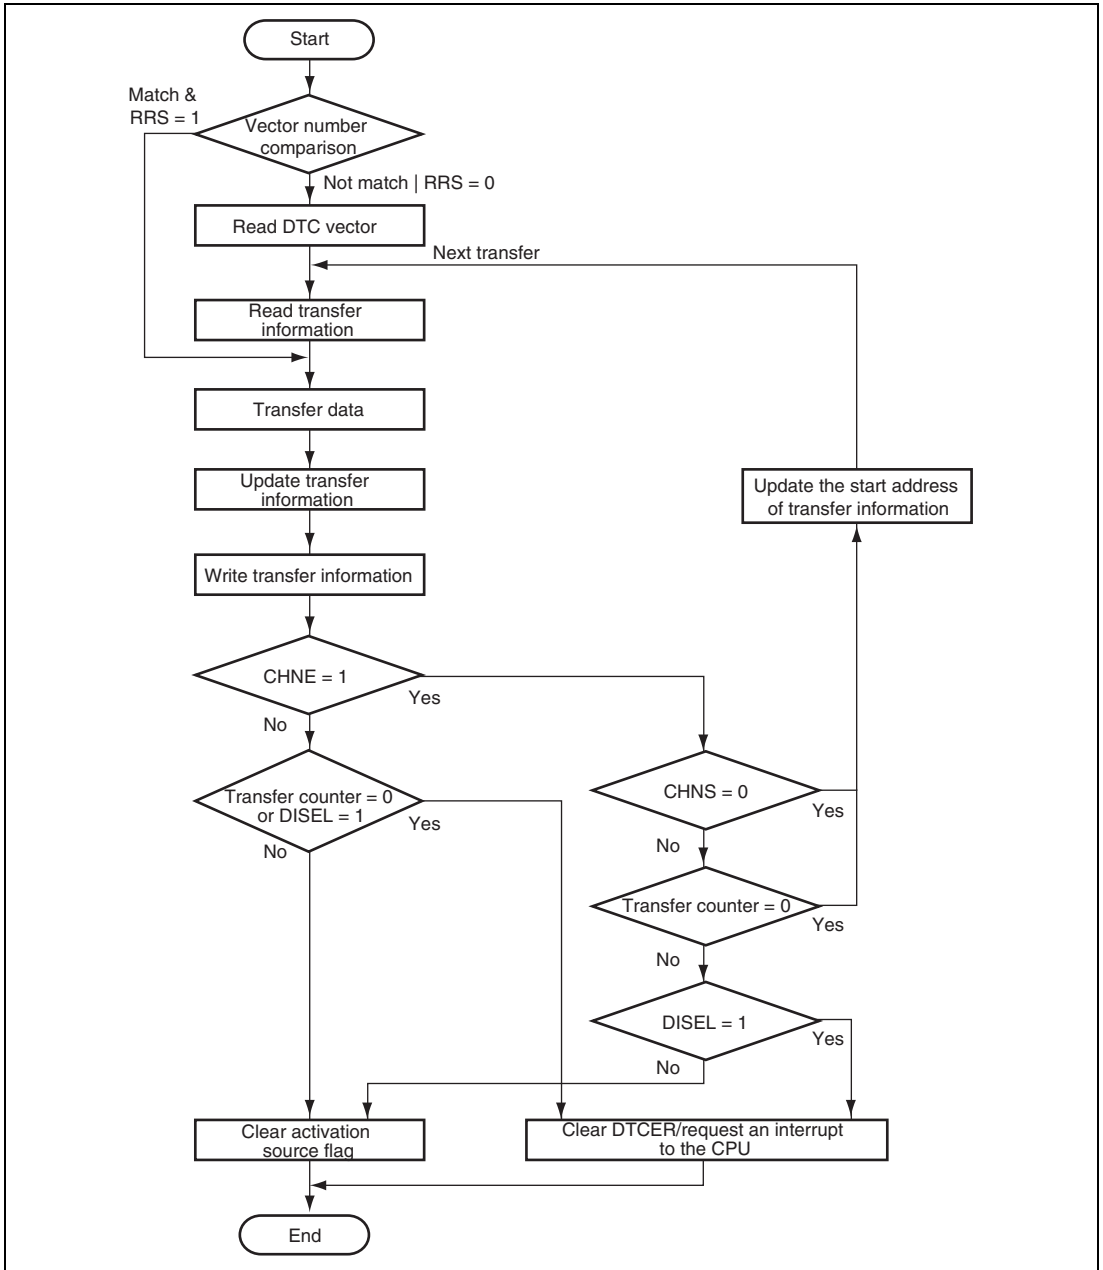 Start
Match &
RRS = 1
Vector number
comparison
Not match | RRS = 0
Read DTC vector
Next transfer
Read transfer
information
Transfer data
Update transfer
information
Update the start address
of transfer information
Write transfer information
CHNE = 1
Yes
No
CHNS = 0
Yes
No
Transfer counter = 0
or DISEL = 1
Yes
No
Transfer counter = 0
Yes
No
DISEL = 1
Yes
No
Clear activation
source flag
Clear DTCER/request an interrupt
to the CPU
End